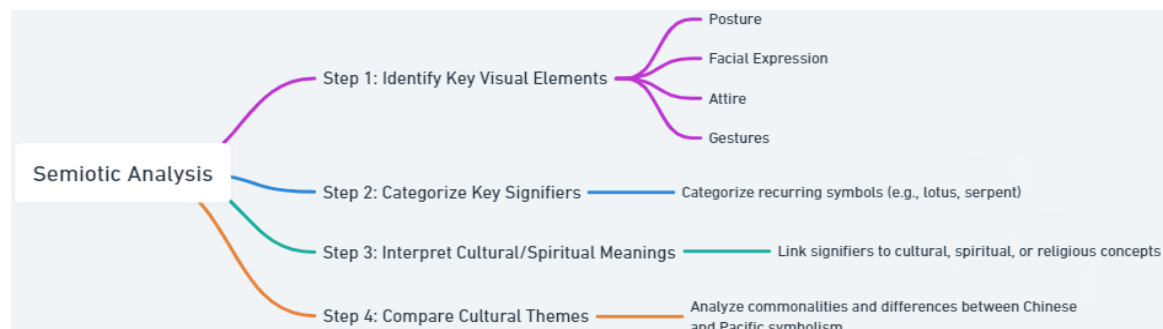 Semiotic Analysis
Step 1: Identify Key Visual Elements
Posture
Facial Expression
Attire
Gestures
Step 2: Categorize Key Signifiers
Categorize recurring symbols (e.g., lotus, serpent)
Step 3: Interpret Cultural/Spiritual Meanings
Link signifiers to cultural, spiritual, or religious concepts
Step 4: Compare Cultural Themes
Analyze commonalities and differences between Chinese
and Pacific symbolism